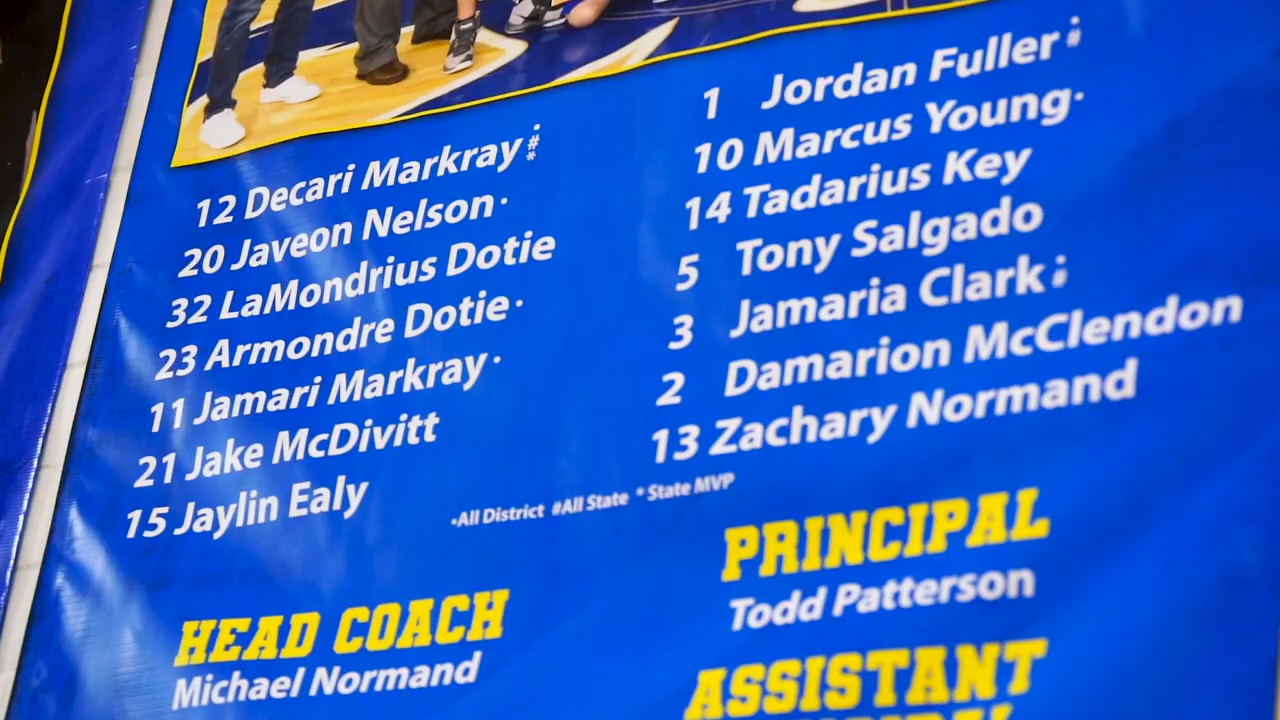 12 Decari Markray •#*
20 Javeon Nelson •
32 LaMondrius Dotie
23 Armondre Dotie •
11 Jamari Markray •
21 Jake McDivitt
15 Jaylin Ealy
1 Jordan Fuller
10 Marcus Young •
14 Tadarius Key
5 Tony Salgado
3 Jamaria Clark
2 Damarion McClendon
13 Zachary Normand
•All District #All State * State MVP
HEAD COACH
Michael Normand
PRINCIPAL
Todd Patterson
ASSISTANT